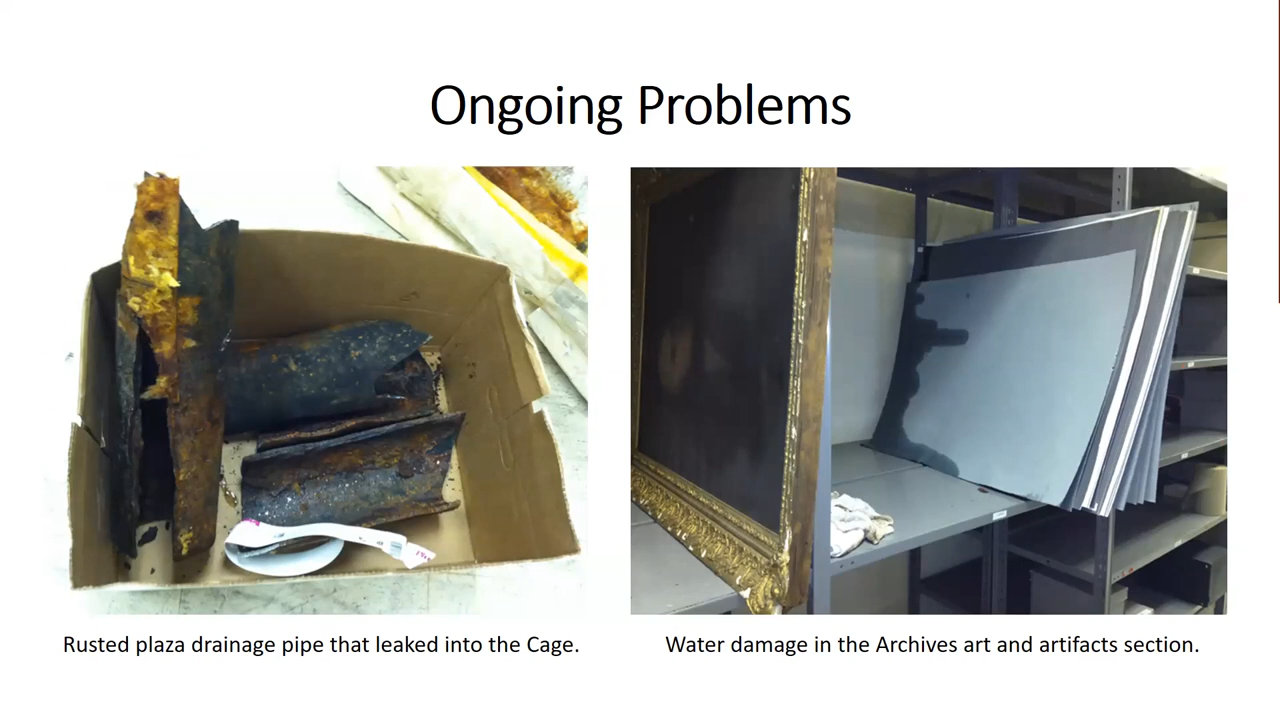 Ongoing Problems
Rusted plaza drainage pipe that leaked into the Cage.
Water damage in the Archives art and artifacts section.